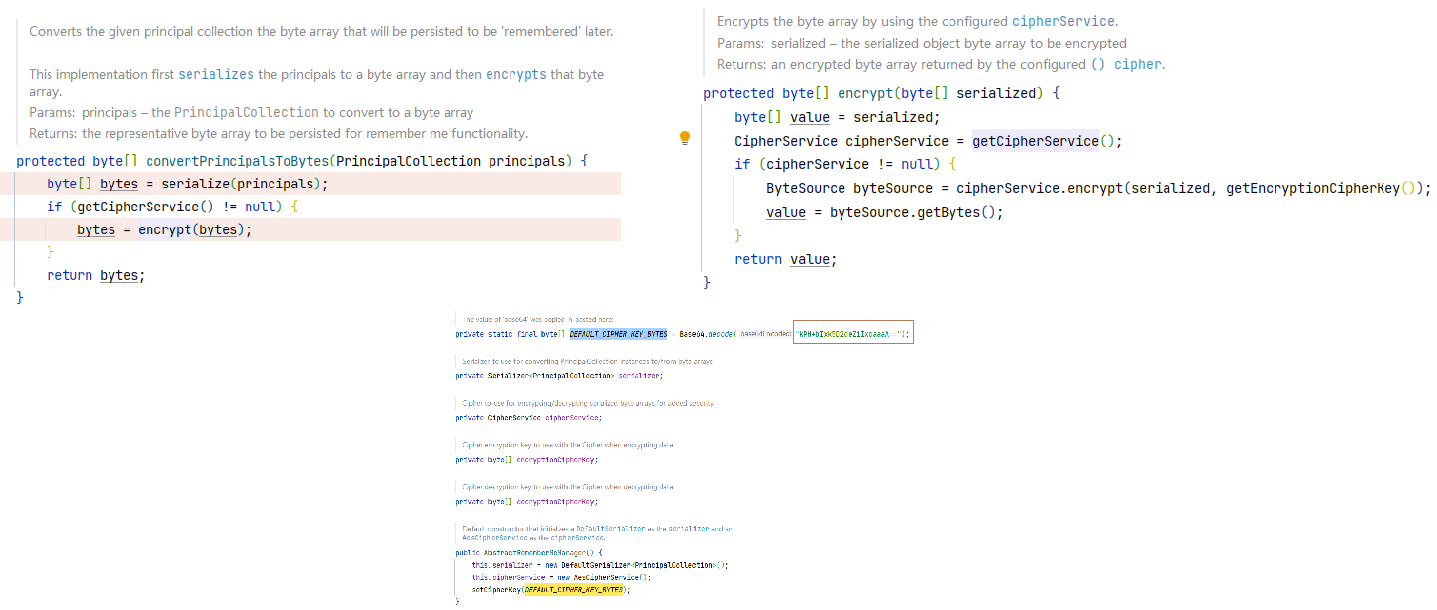 Converts the given principal collection the byte array that will be persisted to be 'remembered' later.
This implementation first serializes the principals to a byte array and then encrypts that byte
array.
Params: principals – the PrincipalCollection to convert to a byte array
Returns: the representative byte array to be persisted for remember me functionality.
protected byte[] convertPrincipalsToBytes(PrincipalCollection principals) {
byte[] bytes = serialize(principals);
if (getCipherService() != null) {
bytes = encrypt(bytes);
}
return bytes;
}
Encrypts the byte array by using the configured cipherService.
Params: serialized – the serialized object byte array to be encrypted
Returns: an encrypted byte array returned by the configured () cipher.
protected byte[] encrypt(byte[] serialized) {
byte[] value = serialized;
CipherService cipherService = getCipherService();
if (cipherService != null) {
ByteSource byteSource = cipherService.encrypt(serialized, getEncryptionCipherKey());
value = byteSource.getBytes();
}
return value;
}
The value of 'base64' was copied-n-pasted here:
private static final byte[] DEFAULT_CIPHER_KEY_BYTES = Base64.decode( base64Encoded: "kPH+bIxk5D2deZiIxcaaaA==");
Serializer to use for converting PrincipalCollection instances to/from byte arrays
private Serializer<PrincipalCollection> serializer;
Cipher to use for encrypting/decrypting serialized byte arrays for added security
private CipherService cipherService;
Cipher encryption key to use with the Cipher when encrypting data
private byte[] encryptionCipherKey;
Cipher decryption key to use with the Cipher when decrypting data
private byte[] decryptionCipherKey;
Default constructor that initializes a DefaultSerializer as the serializer and an
AesCipherService as the cipherService.
public AbstractRememberMeManager() {
this.serializer = new DefaultSerializer<PrincipalCollection>();
this.cipherService = new AesCipherService();
setCipherKey(DEFAULT_CIPHER_KEY_BYTES);
}